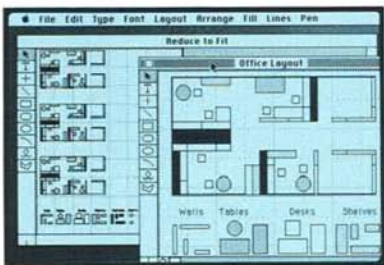 File Edit Type Font Layout Arrange Fill Lines Pen
Reduce to Fit
Office Layout
Walls Tables Desks Shelves